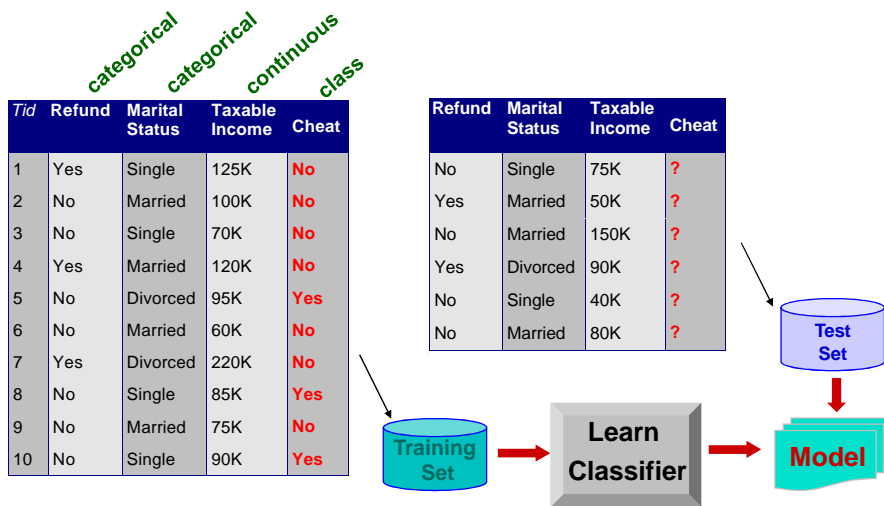 categorical categorical continuous class
Tid Refund Marital Status Taxable Income Cheat
1 Yes Single 125K No
2 No Married 100K No
3 No Single 70K No
4 Yes Married 120K No
5 No Divorced 95K Yes
6 No Married 60K No
7 Yes Divorced 220K No
8 No Single 85K Yes
9 No Married 75K No
10 No Single 90K Yes
Refund Marital Status Taxable Income Cheat
No Single 75K ?
Yes Married 50K ?
No Married 150K ?
Yes Divorced 90K ?
No Single 40K ?
No Married 80K ?
Test
Set
Training
Set
Learn
Classifier
Model